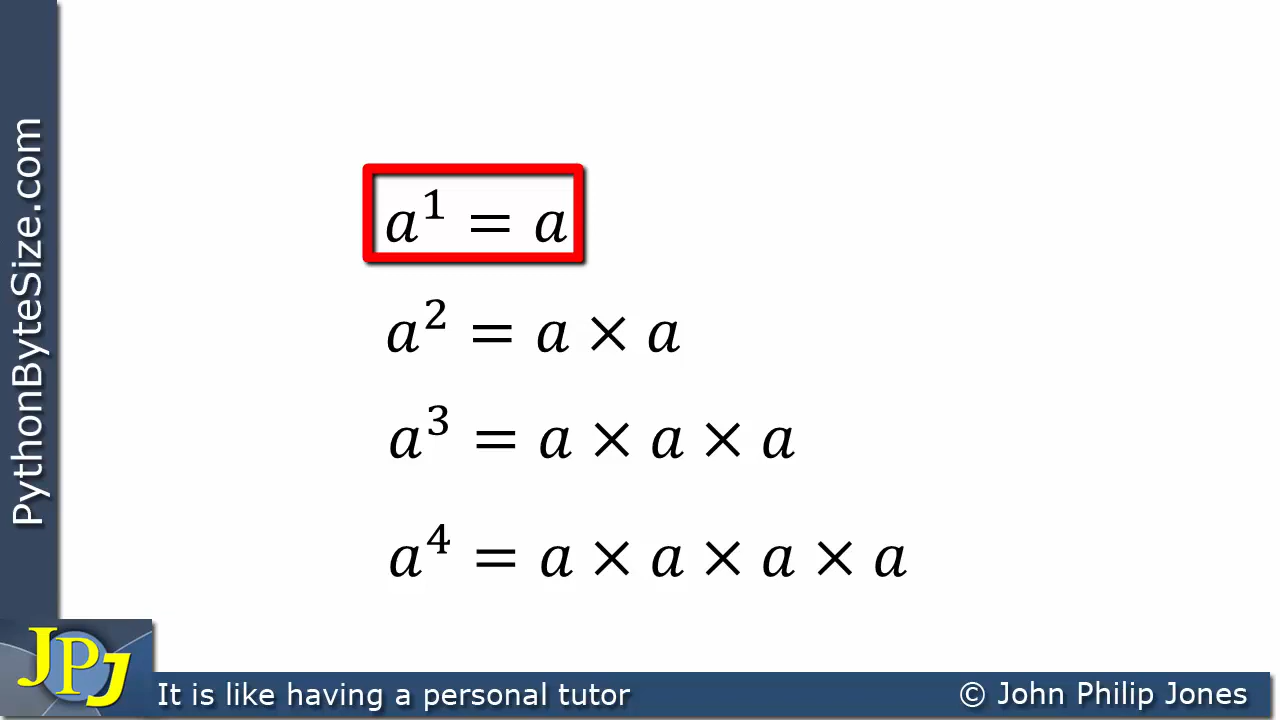 PythonByteSize.com
a¹ = a
a² = a × a
a³ = a × a × a
a⁴ = a × a × a × a
JPJ
It is like having a personal tutor
© John Philip Jones